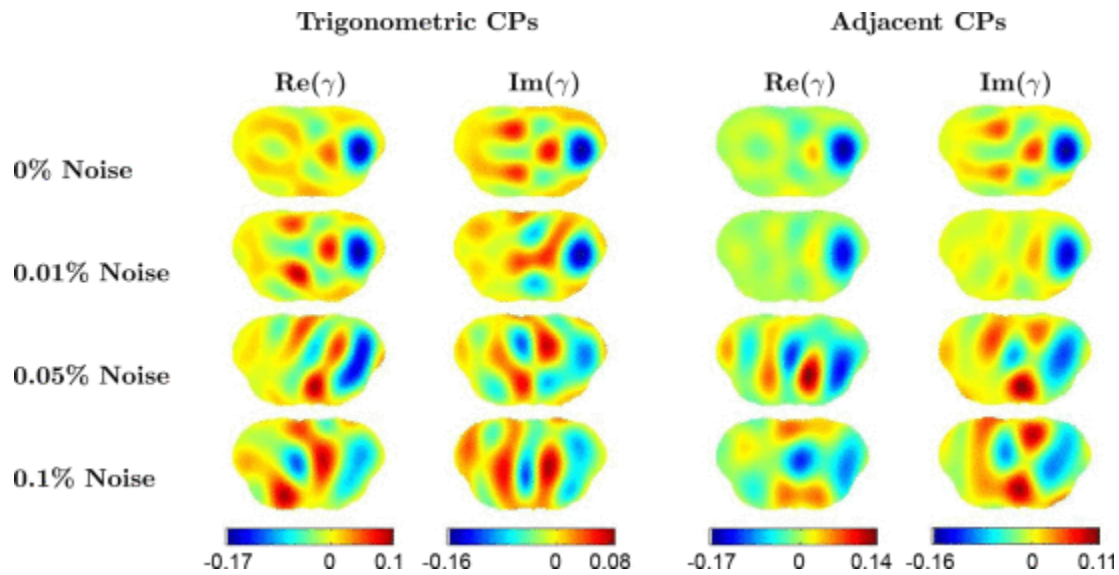 Trigonometric CPs Adjacent CPs
Re(γ) Im(γ) Re(γ) Im(γ)
0% Noise
0.01% Noise
0.05% Noise
0.1% Noise
-0.17 0 0.1 -0.16 0 0.08 -0.17 0 0.14 -0.16 0 0.11